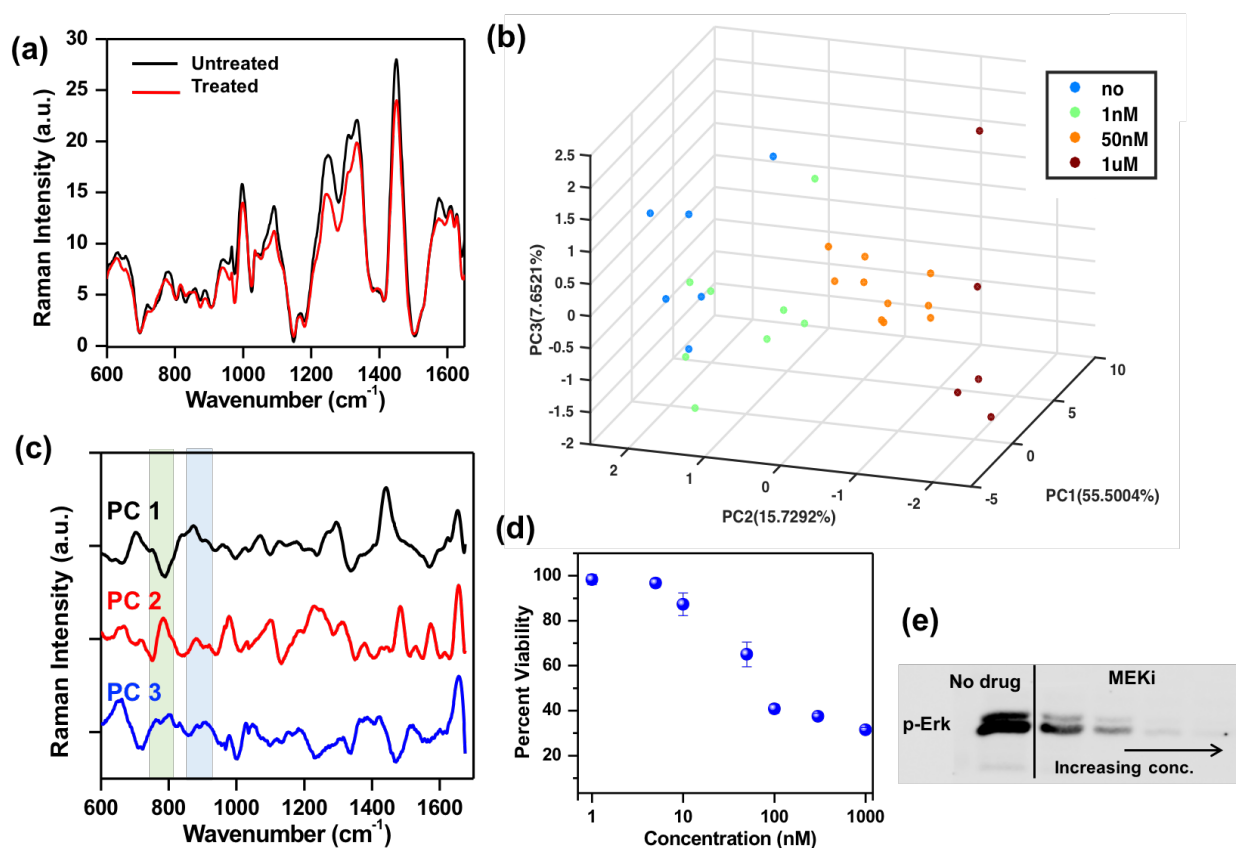 (a)
30
25
20
15
10
5
0
Raman Intensity (a.u.)
Untreated
Treated
600 800 1000 1200 1400 1600
Wavenumber (cm-1)
(b)
no
1nM
50nM
1uM
2.5
2
1.5
1
0.5
0
-0.5
-1
-1.5
-2
PC3(7.6521%)
2 1 0 -1 -2
PC2(15.7292%)
10
5
0
-5
PC1(55.5004%)
(c)
PC 1
PC 2
PC 3
Raman Intensity (a.u.)
600 800 1000 1200 1400 1600
Wavenumber (cm-1)
(d)
100
80
60
40
20
Percent Viability
1 10 100 1000
Concentration (nM)
(e)
No drug MEKi
p-Erk
Increasing conc.